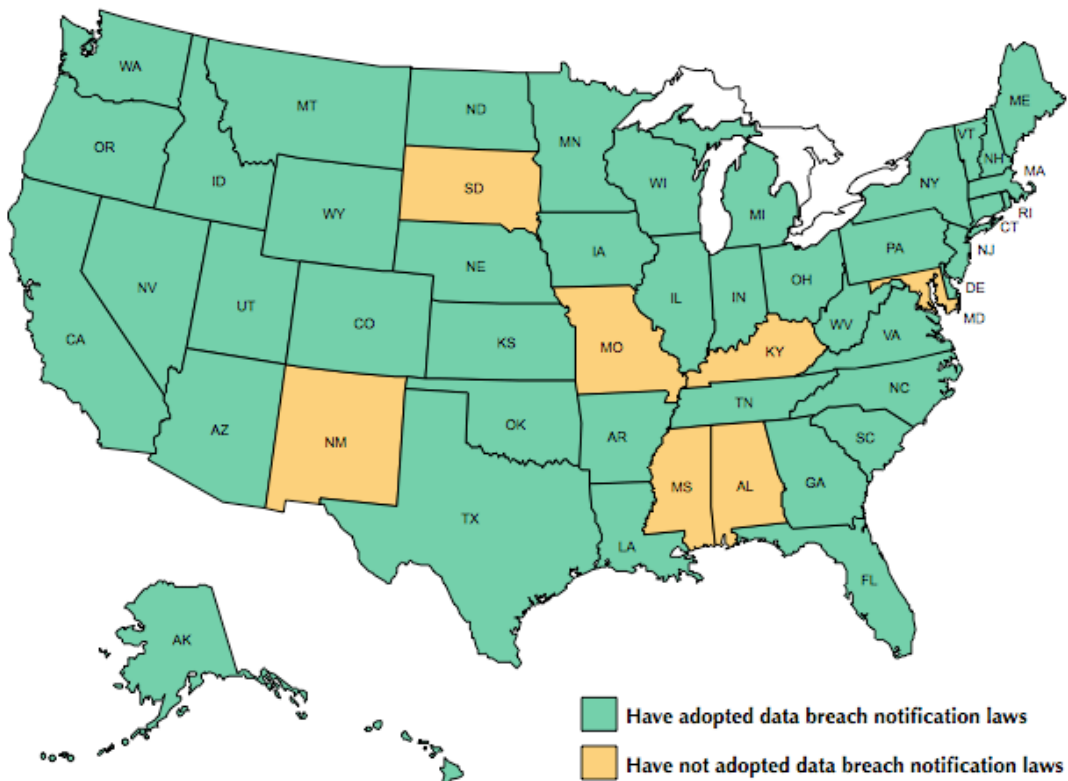 WA
MT
ND
MN
ME
VT
NH
MA
OR
ID
SD
WI
NY
RI
CT
WY
MI
PA
NJ
IA
NE
OH
DE
NV
UT
IL
IN
MD
CO
WV
VA
CA
KS
MO
KY
NC
TN
AZ
OK
NM
AR
SC
MS
AL
GA
TX
LA
FL
AK
Have adopted data breach notification laws
Have not adopted data breach notification laws